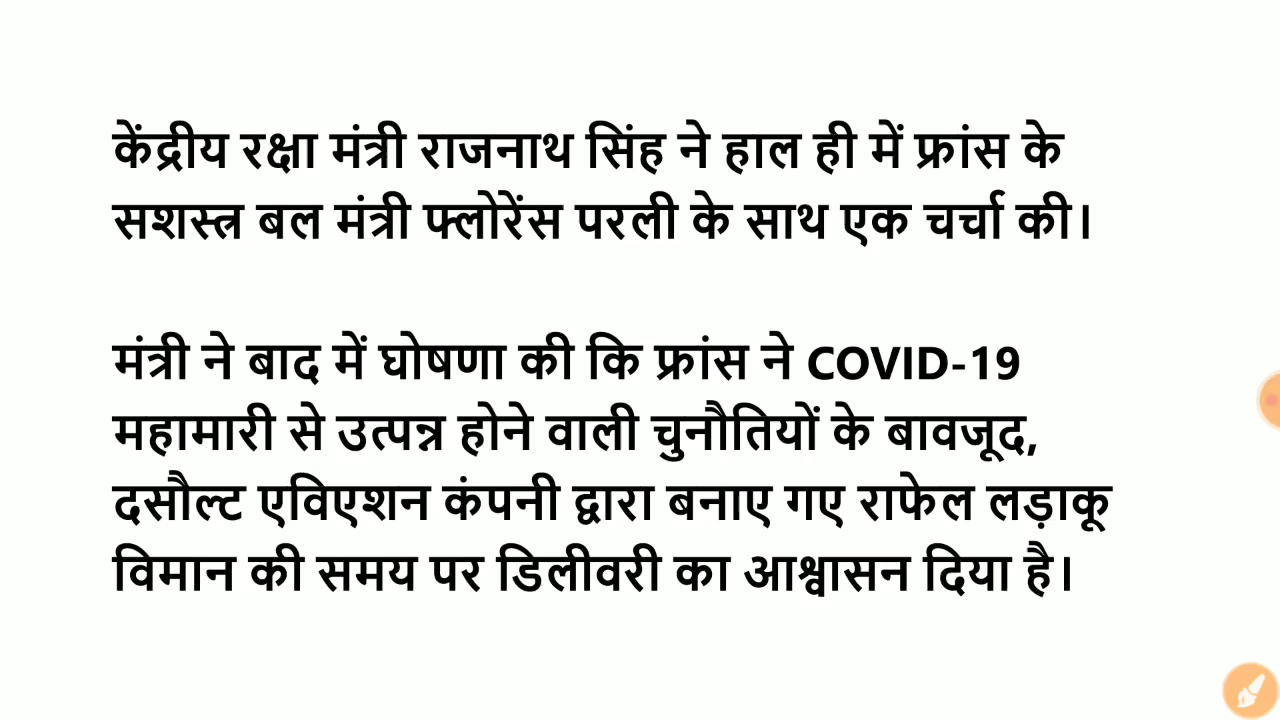 केंद्रीय रक्षा मंत्री राजनाथ सिंह ने हाल ही में फ्रांस के
सशस्त्र बल मंत्री फ्लोरेंस परली के साथ एक चर्चा की।
मंत्री ने बाद में घोषणा की कि फ्रांस ने COVID-19
महामारी से उत्पन्न होने वाली चुनौतियों के बावजूद,
दसौल्ट एविएशन कंपनी द्वारा बनाए गए राफेल लड़ाकू
विमान की समय पर डिलीवरी का आश्वासन दिया है।